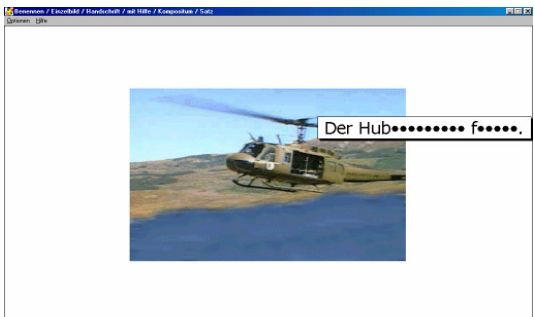 Benennen / Einzelbild / Handschrift / mit Hilfe / Kompositum / Satz
Optionen Hilfe
Der Hub●●●●●●●●● f●●●●●.